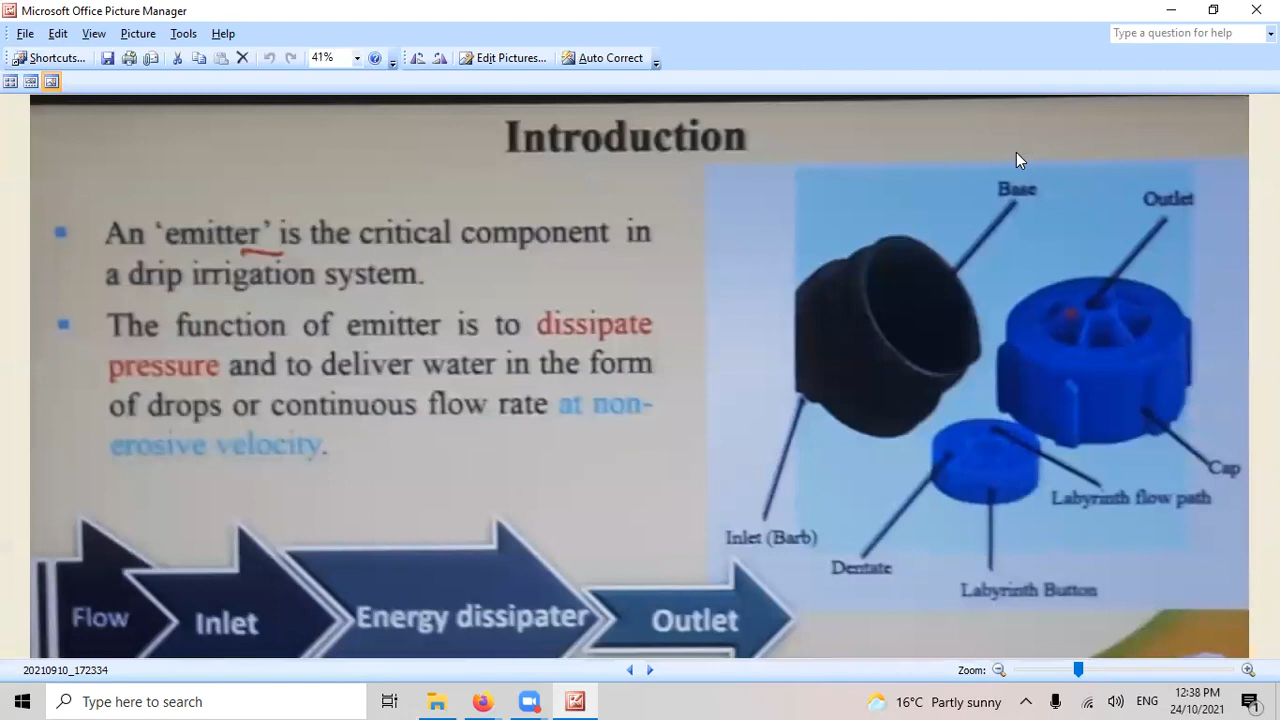 Microsoft Office Picture Manager
File Edit View Picture Tools Help
Type a question for help
Shortcuts... 41% Edit Pictures... Auto Correct
Introduction
An ‘emitter’ is the critical component in
a drip irrigation system.
The function of emitter is to dissipate
pressure and to deliver water in the form
of drops or continuous flow rate at non-
erosive velocity.
Base
Outlet
Cap
Labyrinth flow path
Inlet (Barb)
Dentate
Labyrinth Button
Flow
Inlet
Energy dissipater
Outlet
20210910_172334
Zoom:
Type here to search
16°C Partly sunny
ENG
12:38 PM
24/10/2021
1